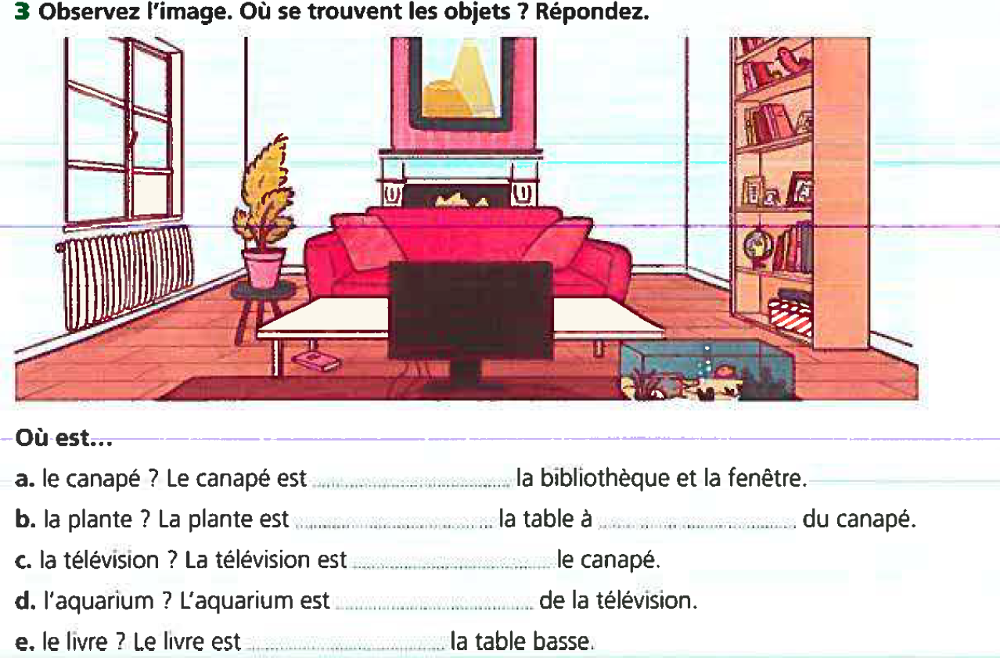 3 Observez l'image. Où se trouvent les objets ? Répondez.
Où est...
a. le canapé ? Le canapé est ........................ la bibliothèque et la fenêtre.
b. la plante ? La plante est ........................ la table à ........................ du canapé.
c. la télévision ? La télévision est ........................ le canapé.
d. l'aquarium ? L'aquarium est ........................ de la télévision.
e. le livre ? Le livre est ........................ la table basse.